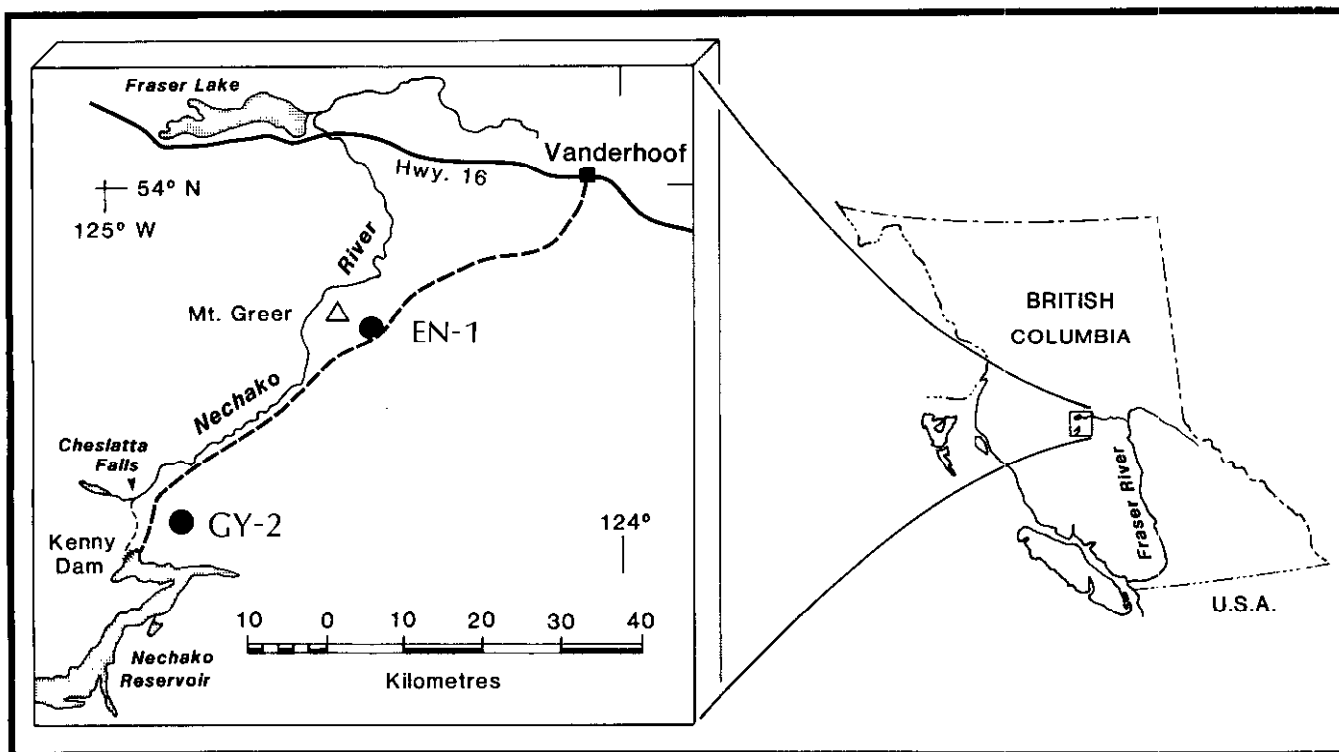 Fraser Lake
Vanderhoof
Hwy. 16
54° N
125° W
River
Mt. Greer
EN-1
Nechako
Cheslatta
Falls
GY-2
124°
Kenny
Dam
10 0 10 20 30 40
Kilometres
Nechako
Reservoir
BRITISH
COLUMBIA
Fraser River
U.S.A.